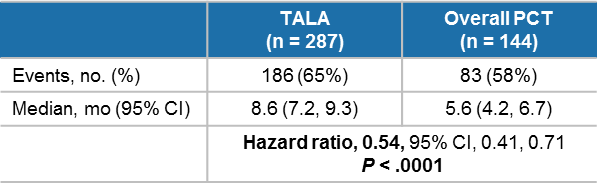 TALA Overall PCT
(n = 287) (n = 144)
Events, no. (%) 186 (65%) 83 (58%)
Median, mo (95% CI) 8.6 (7.2, 9.3) 5.6 (4.2, 6.7)
Hazard ratio, 0.54, 95% CI, 0.41, 0.71
P < .0001